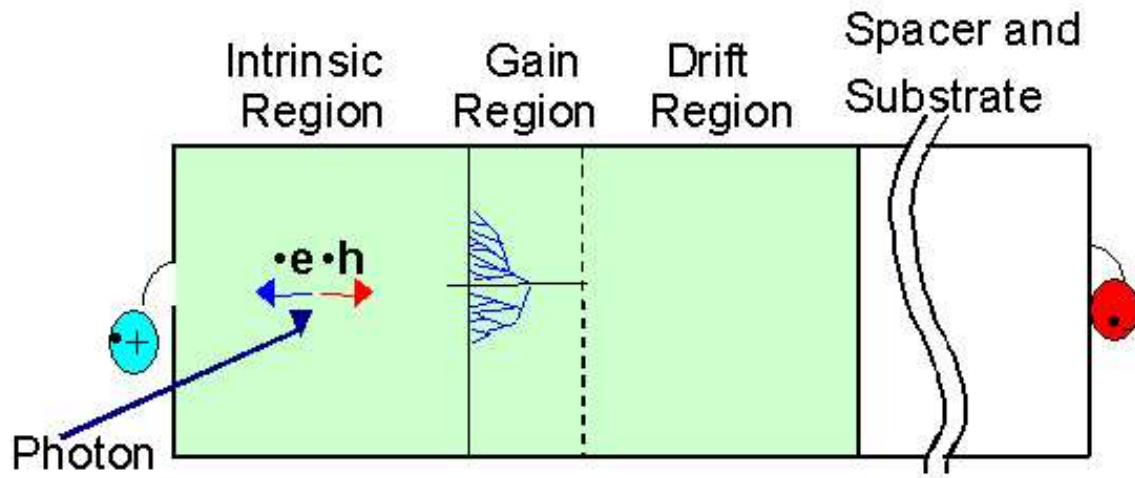 Intrinsic
Region
Gain
Region
Drift
Region
Spacer and
Substrate
•e •h
+
Photon